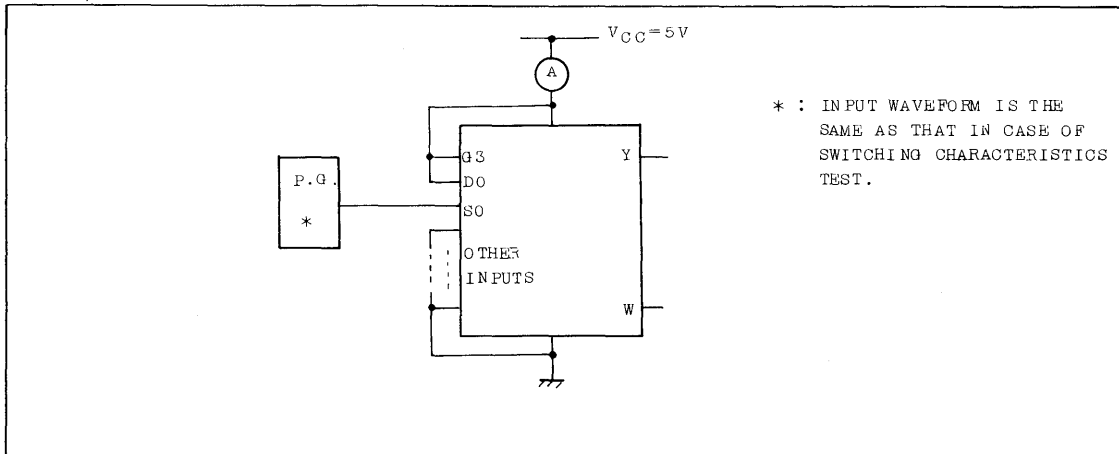 V_CC=5V
A
* : INPUT WAVEFORM IS THE
SAME AS THAT IN CASE OF
SWITCHING CHARACTERISTICS
TEST.
G3
Y
P.G.
D0
*
S0
OTHER
INPUTS
W